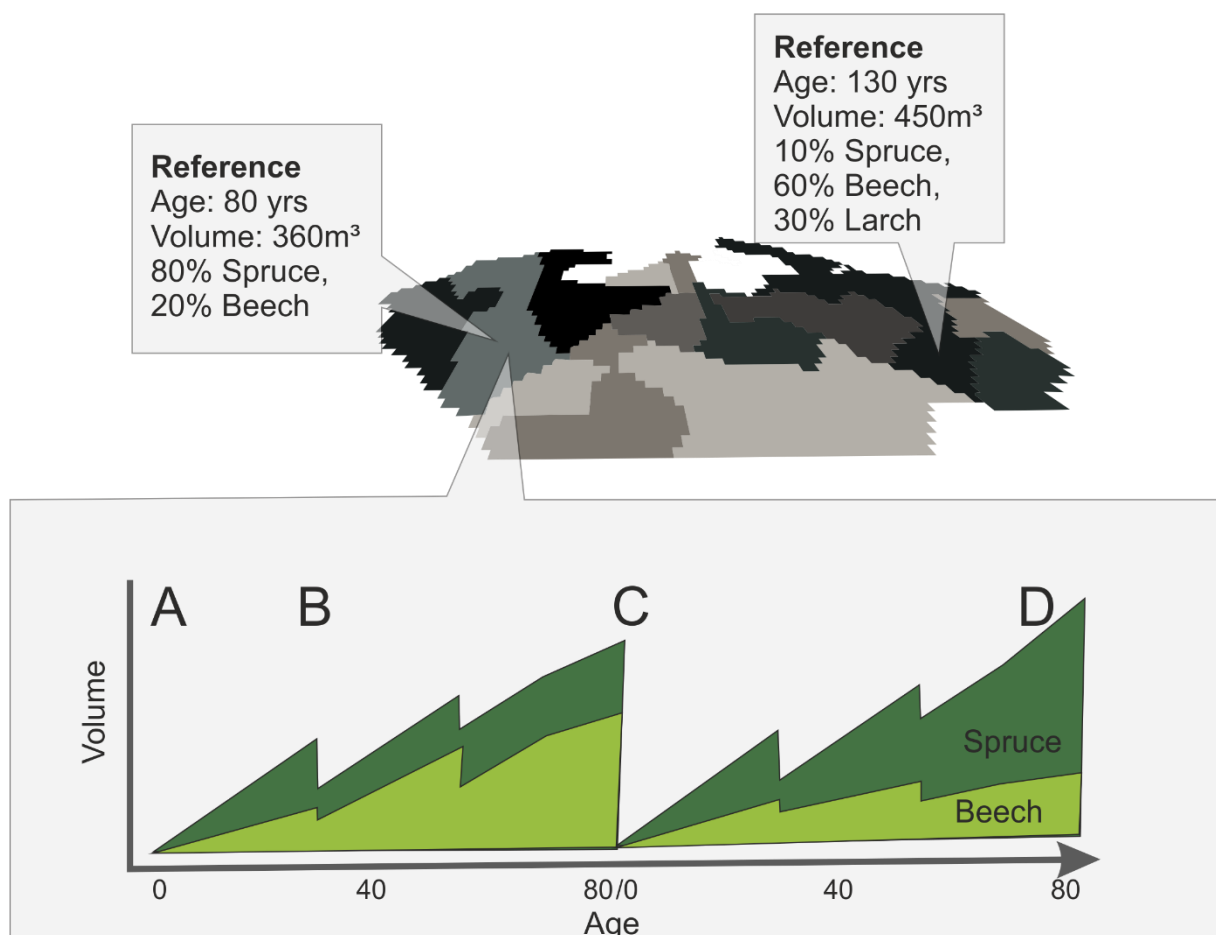 Reference
Age: 130 yrs
Volume: 450m³
10% Spruce,
60% Beech,
30% Larch
Reference
Age: 80 yrs
Volume: 360m³
80% Spruce,
20% Beech
A
B
C
D
Volume
Spruce
Beech
0
40
80/0
40
80
Age